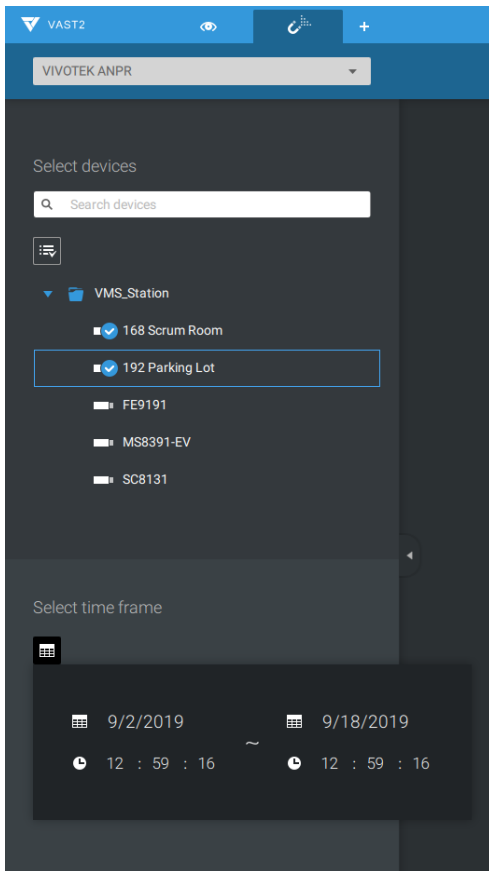 VAST2
VIVOTEK ANPR
Select devices
Search devices
VMS_Station
168 Scrum Room
192 Parking Lot
FE9191
MS8391-EV
SC8131
Select time frame
9/2/2019 ~ 9/18/2019
12 : 59 : 16 12 : 59 : 16